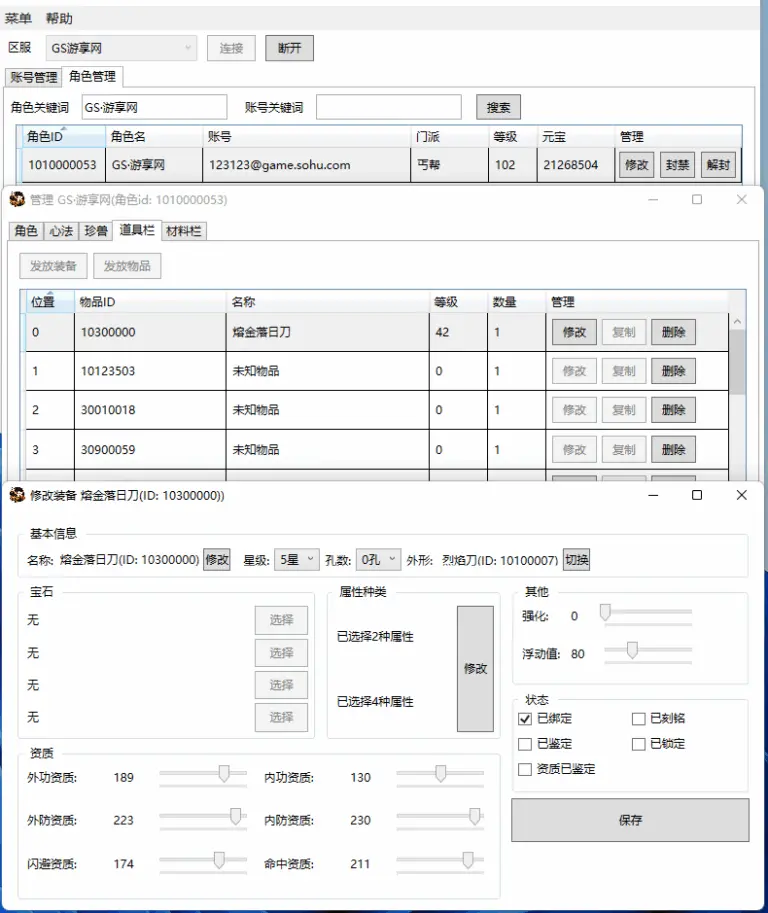 菜单 帮助
区服 GS游享网 连接 断开
账号管理 角色管理
角色关键词 GS·游享网 账号关键词 搜索
角色ID 角色名 账号 门派 等级 元宝 管理
1010000053 GS·游享网 123123@game.sohu.com 丐帮 102 21268504 修改 封禁 解封
管理 GS·游享网(角色id: 1010000053)
角色 心法 珍兽 道具栏 材料栏
发放装备 发放物品
位置 物品ID 名称 等级 数量 管理
0 10300000 熔金落日刀 42 1 修改 复制 删除
1 10123503 未知物品 0 1 修改 复制 删除
2 30010018 未知物品 0 1 修改 复制 删除
3 30900059 未知物品 0 1 修改 复制 删除
修改装备 熔金落日刀(ID: 10300000))
基本信息
名称: 熔金落日刀(ID: 10300000) 修改 星级: 5星 孔数: 0孔 外形: 烈焰刀(ID: 10100007) 切换
宝石 属性种类 其他
无 选择
无 选择
无 选择
无 选择
已选择2种属性
已选择4种属性
修改
强化: 0
浮动值: 80
状态
已绑定 已刻铭
已鉴定 已锁定
资质已鉴定
资质
外功资质: 189 内功资质: 130
外防资质: 223 内防资质: 230
闪避资质: 174 命中资质: 211
保存